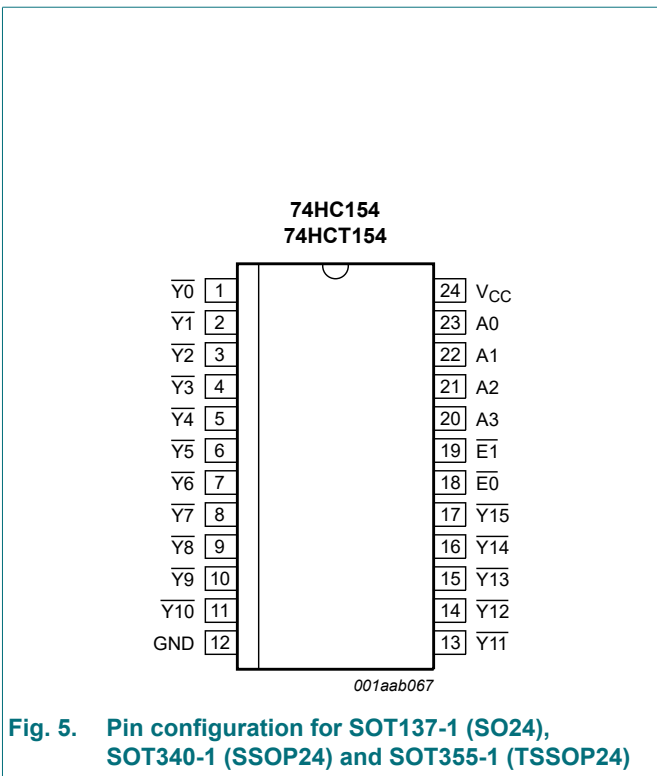 74HC154
74HCT154
Y0 1 24 VCC
Y1 2 23 A0
Y2 3 22 A1
Y3 4 21 A2
Y4 5 20 A3
Y5 6 19 E1
Y6 7 18 E0
Y7 8 17 Y15
Y8 9 16 Y14
Y9 10 15 Y13
Y10 11 14 Y12
GND 12 13 Y11
001aab067
Fig. 5. Pin configuration for SOT137-1 (SO24),
SOT340-1 (SSOP24) and SOT355-1 (TSSOP24)